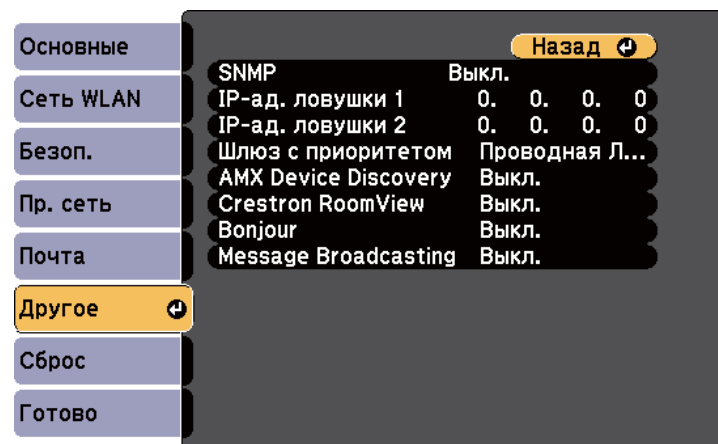 Основные
Сеть WLAN
Безоп.
Пр. сеть
Почта
Другое
Сброс
Готово
Назад
SNMP Выкл.
IP-ад. ловушки 1 0. 0. 0. 0
IP-ад. ловушки 2 0. 0. 0. 0
Шлюз с приоритетом Проводная Л...
AMX Device Discovery Выкл.
Crestron RoomView Выкл.
Bonjour Выкл.
Message Broadcasting Выкл.